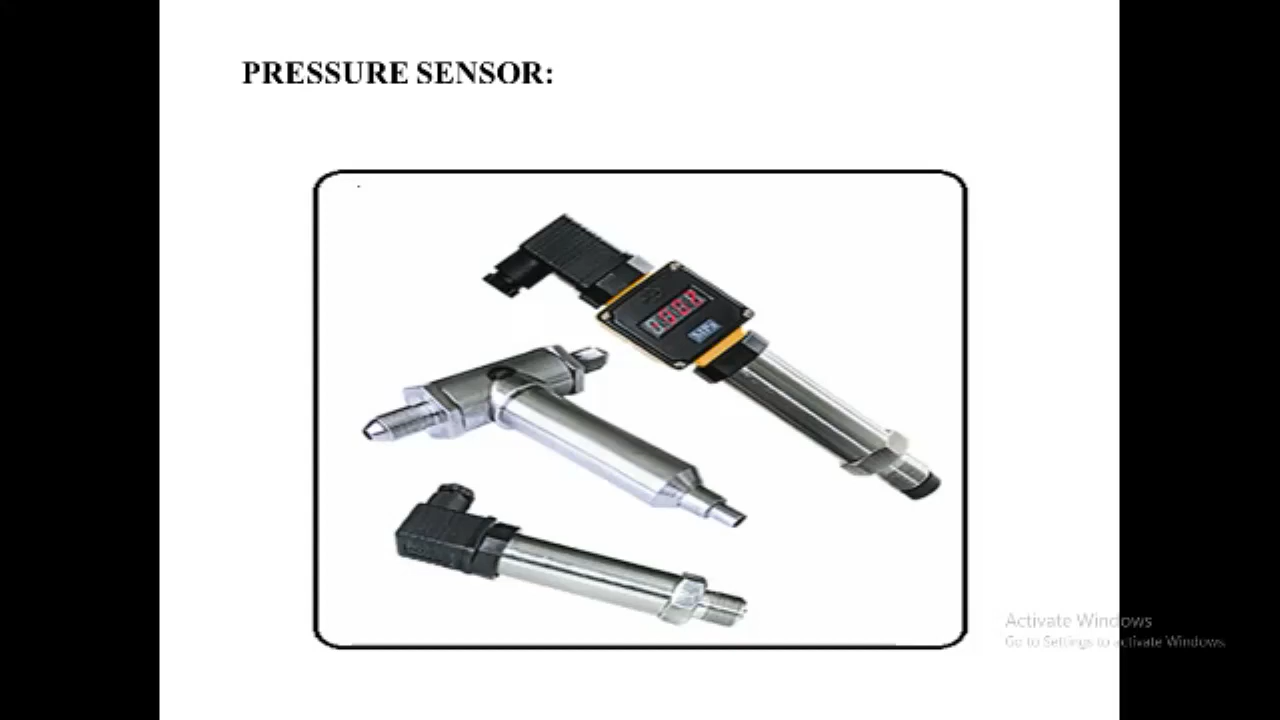 PRESSURE SENSOR:
Activate Windows
Go to Settings to activate Windows.